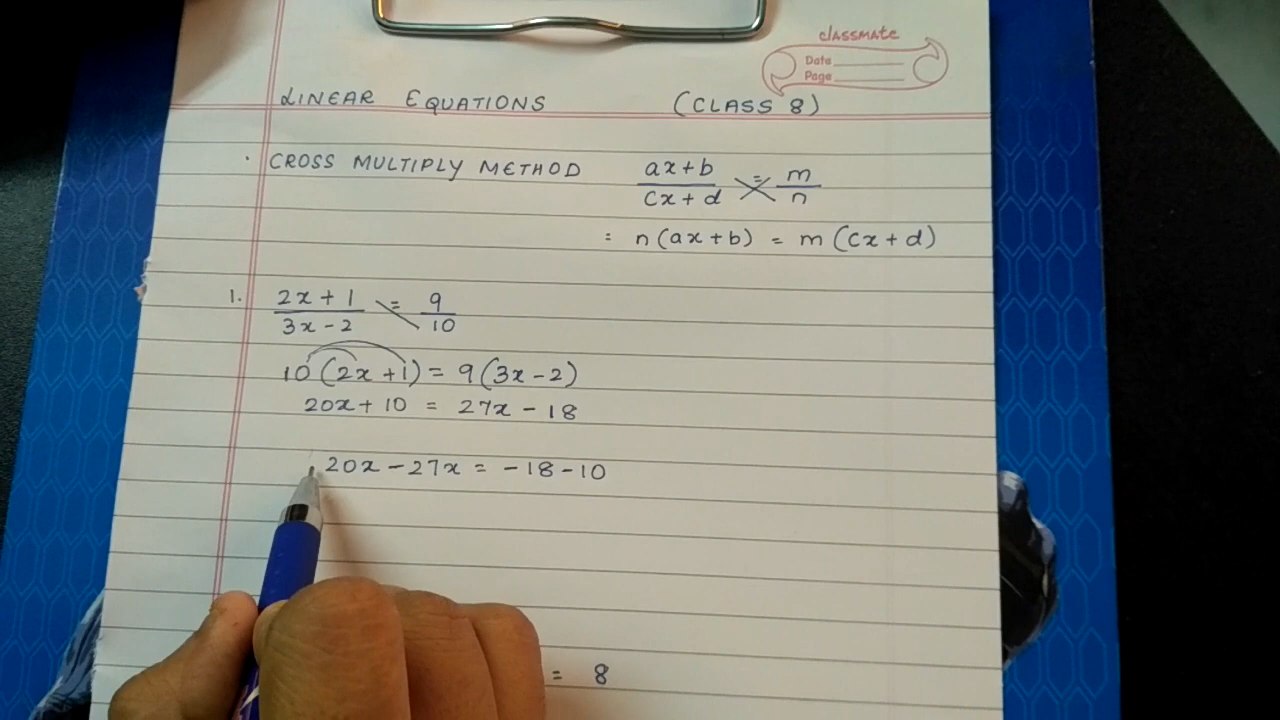 classmate
Date
Page
LINEAR EQUATIONS (CLASS 8)
· CROSS MULTIPLY METHOD (ax+b)/(cx+d) = m/n
= n(ax+b) = m(cx+d)
1. (2x+1)/(3x-2) = 9/10
10(2x+1) = 9(3x-2)
20x+10 = 27x-18
20x-27x = -18-10
= 8